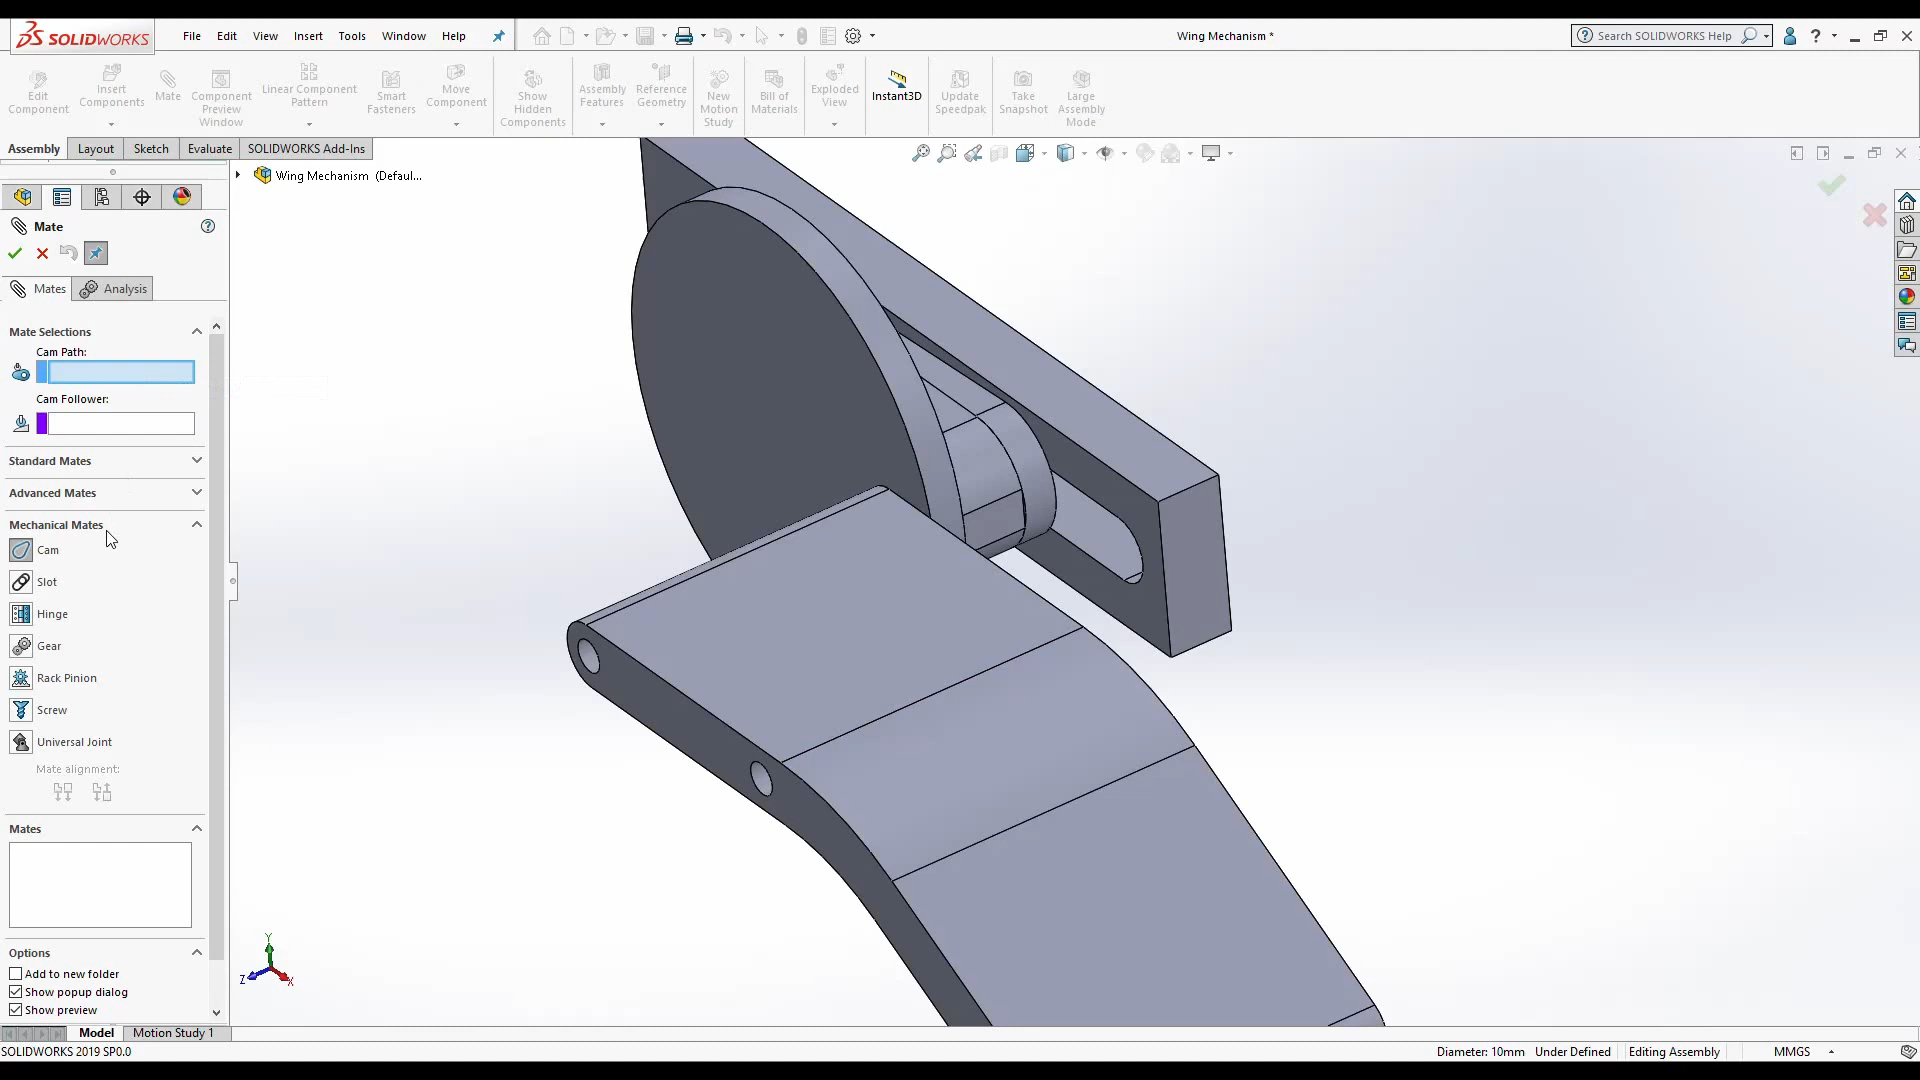 SOLIDWORKS File Edit View Insert Tools Window Help Wing Mechanism * Search SOLIDWORKS Help ?
Edit Component
Insert Components
Mate
Component Preview Window
Linear Component Pattern
Smart Fasteners
Move Component
Show Hidden Components
Assembly Features
Reference Geometry
New Motion Study
Bill of Materials
Exploded View
Instant3D
Update Speedpak
Take Snapshot
Large Assembly Mode
Assembly Layout Sketch Evaluate SOLIDWORKS Add-Ins
Wing Mechanism (Defaul...
Mate ?
Mates Analysis
Mate Selections
Cam Path:
Cam Follower:
Standard Mates
Advanced Mates
Mechanical Mates
Cam
Slot
Hinge
Gear
Rack Pinion
Screw
Universal Joint
Mate alignment:
Mates
Options
Add to new folder
Show popup dialog
Show preview
Y
Z
X
Model Motion Study 1
SOLIDWORKS 2019 SP0.0 Diameter: 10mm Under Defined Editing Assembly MMGS